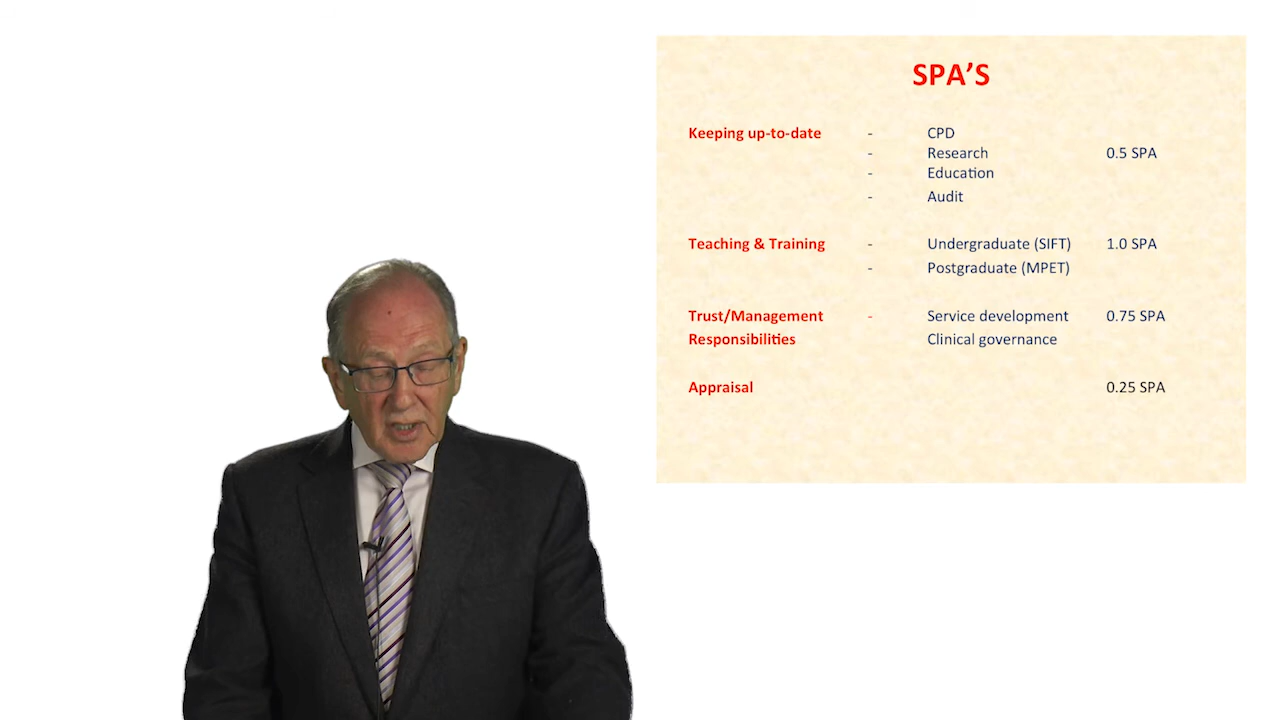 SPA'S
Keeping up-to-date - CPD
- Research 0.5 SPA
- Education
- Audit
Teaching & Training - Undergraduate (SIFT) 1.0 SPA
- Postgraduate (MPET)
Trust/Management - Service development 0.75 SPA
Responsibilities Clinical governance
Appraisal 0.25 SPA